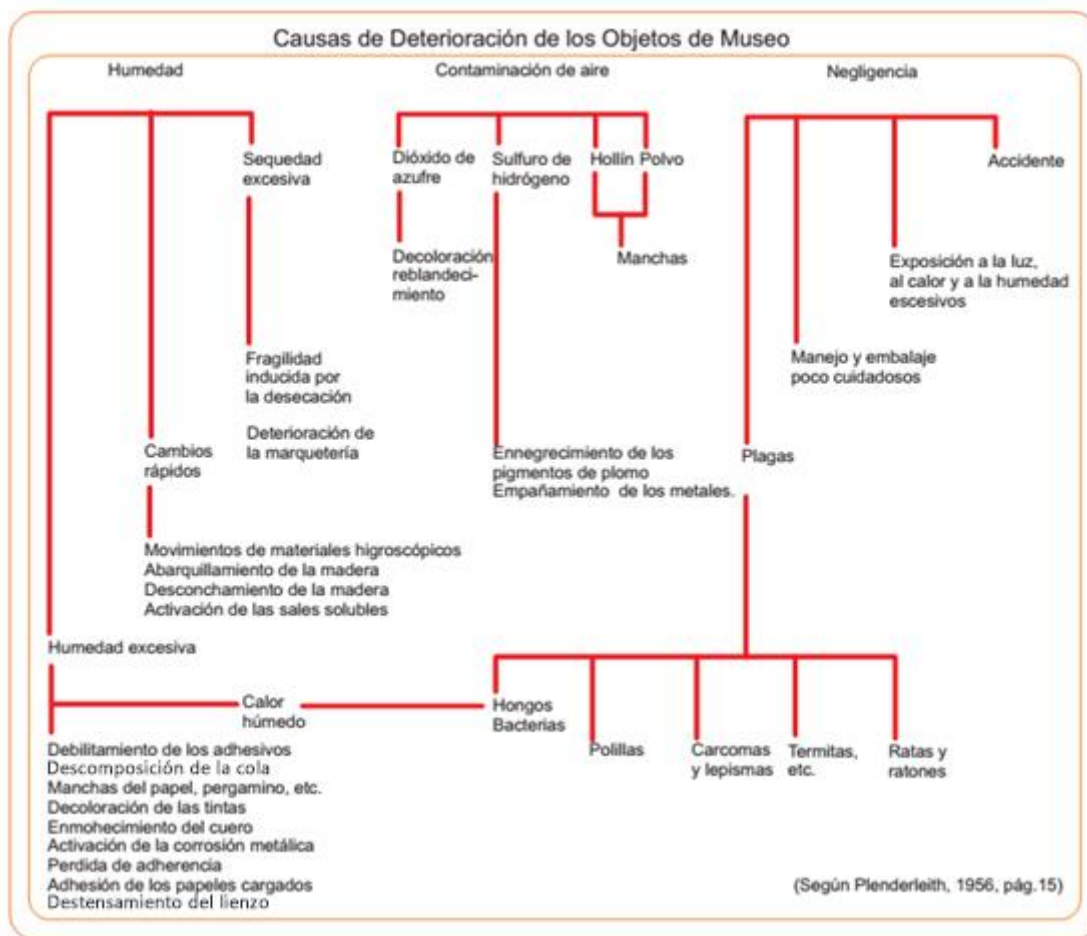 Causas de Deterioración de los Objetos de Museo
Humedad
Contaminación de aire
Negligencia
Sequedad
excesiva
Dióxido de
azufre
Sulfuro de
hidrógeno
Hollín Polvo
Accidente
Decoloración
reblandeci-
miento
Manchas
Exposición a la luz,
al calor y a la humedad
escesivos
Fragilidad
inducida por
la desecación
Manejo y embalaje
poco cuidadosos
Deterioración de
la marquetería
Cambios
rápidos
Ennegrecimiento de los
pigmentos de plomo
Empañamiento de los metales.
Plagas
Movimientos de materiales higroscópicos
Abarquillamiento de la madera
Desconchamiento de la madera
Activación de las sales solubles
Humedad excesiva
Calor
húmedo
Hongos
Bacterias
Polillas
Carcomas
y lepismas
Termitas,
etc.
Ratas y
ratones
Debilitamiento de los adhesivos
Descomposición de la cola
Manchas del papel, pergamino, etc.
Decoloración de las tintas
Enmohecimiento del cuero
Activación de la corrosión metálica
Perdida de adherencia
Adhesión de los papeles cargados
Destensamiento del lienzo
(Según Plenderleith, 1956, pág.15)